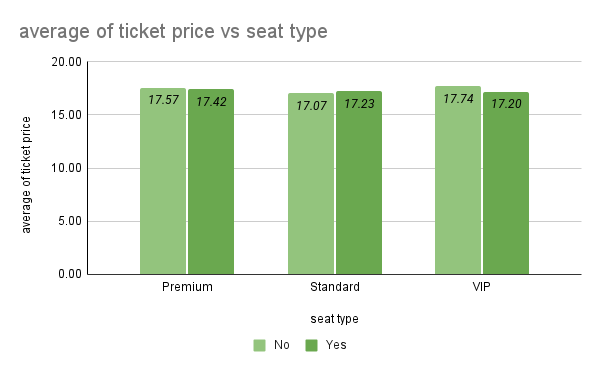 average of ticket price vs seat type
20.00
15.00
10.00
5.00
0.00
average of ticket price
17.57
17.42
17.07
17.23
17.74
17.20
Premium
Standard
VIP
seat type
No
Yes